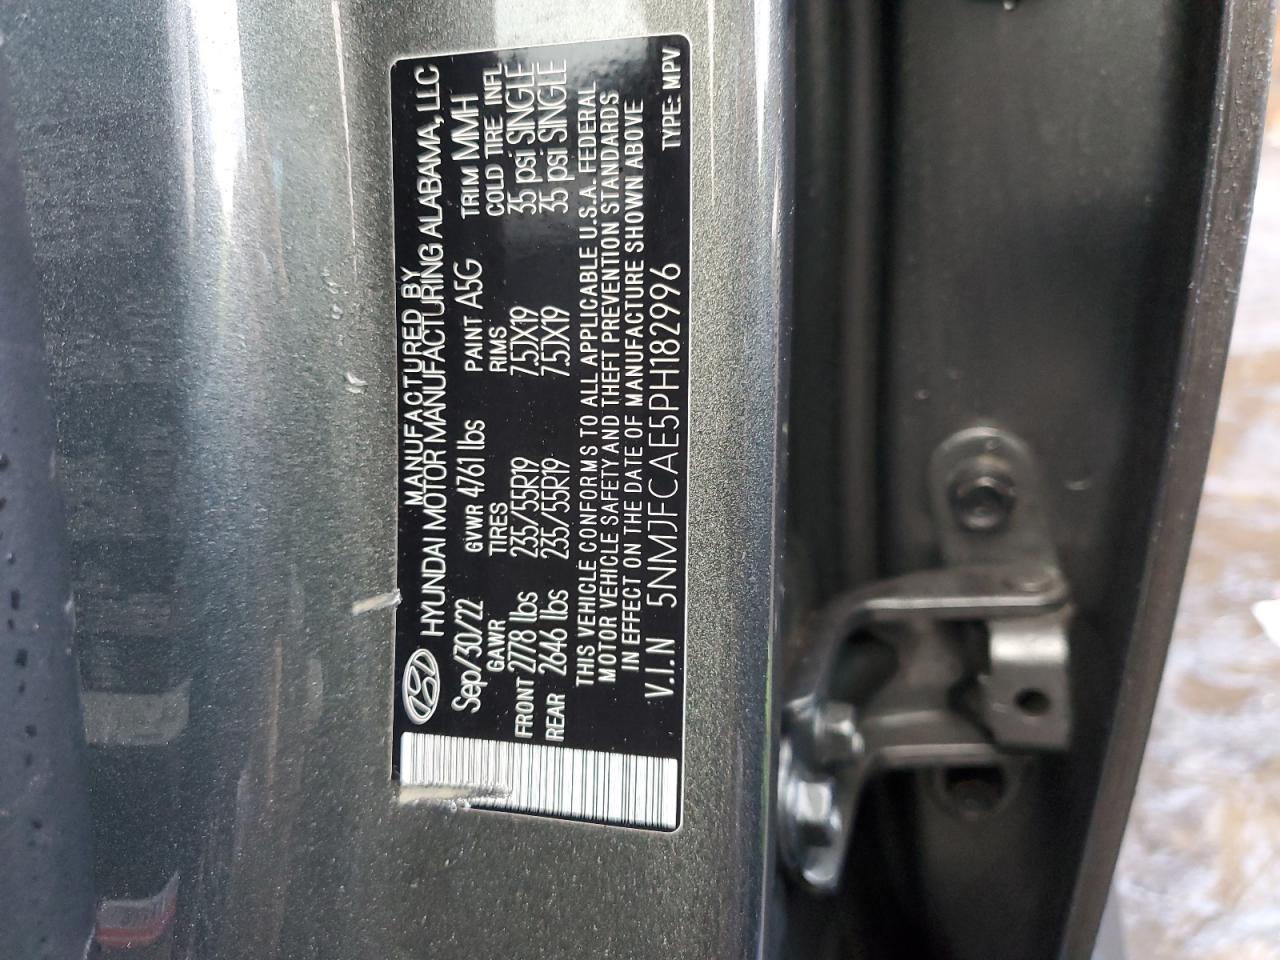 MANUFACTURED BY
HYUNDAI MOTOR MANUFACTURING ALABAMA, LLC
Sep/30/22 GVWR 4761 lbs PAINT A5G TRIM MMH
GAWR TIRES RIMS COLD TIRE INFL
FRONT 2778 lbs 235/55R19 7.5JX19 35 psi SINGLE
REAR 2646 lbs 235/55R19 7.5JX19 35 psi SINGLE
THIS VEHICLE CONFORMS TO ALL APPLICABLE U.S.A. FEDERAL
MOTOR VEHICLE SAFETY AND THEFT PREVENTION STANDARDS
IN EFFECT ON THE DATE OF MANUFACTURE SHOWN ABOVE
V.I.N 5NMJFCAE5PH182996 TYPE: MPV